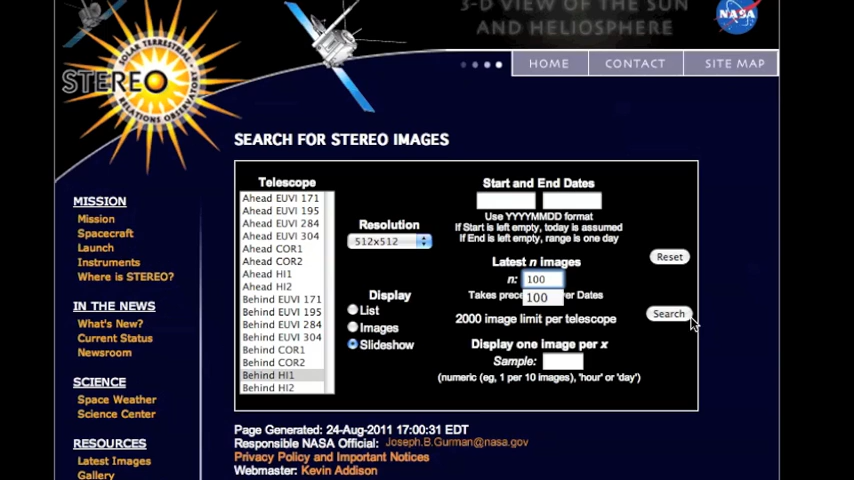 3-D VIEW OF THE SUN
AND HELIOSPHERE
NASA
SOLAR TERRESTRIAL
STEREO
RELATIONS OBSERVATORY
HOME
CONTACT
SITE MAP
SEARCH FOR STEREO IMAGES
MISSION
Mission
Spacecraft
Launch
Instruments
Where is STEREO?
IN THE NEWS
What's New?
Current Status
Newsroom
SCIENCE
Space Weather
Science Center
RESOURCES
Latest Images
Gallery
Telescope
Ahead EUVI 171
Ahead EUVI 195
Ahead EUVI 284
Ahead EUVI 304
Ahead COR1
Ahead COR2
Ahead HI1
Ahead HI2
Behind EUVI 171
Behind EUVI 195
Behind EUVI 284
Behind EUVI 304
Behind COR1
Behind COR2
Behind HI1
Behind HI2
Resolution
512x512
Display
List
Images
Slideshow
Start and End Dates
Use YYYYMMDD format
If Start is left empty, today is assumed
If End is left empty, range is one day
Latest n images
n: 100
100
Takes prece er Dates
2000 image limit per telescope
Display one image per x
Sample:
(numeric (eg, 1 per 10 images), 'hour' or 'day')
Reset
Search
Page Generated: 24-Aug-2011 17:00:31 EDT
Responsible NASA Official: Joseph.B.Gurman@nasa.gov
Privacy Policy and Important Notices
Webmaster: Kevin Addison